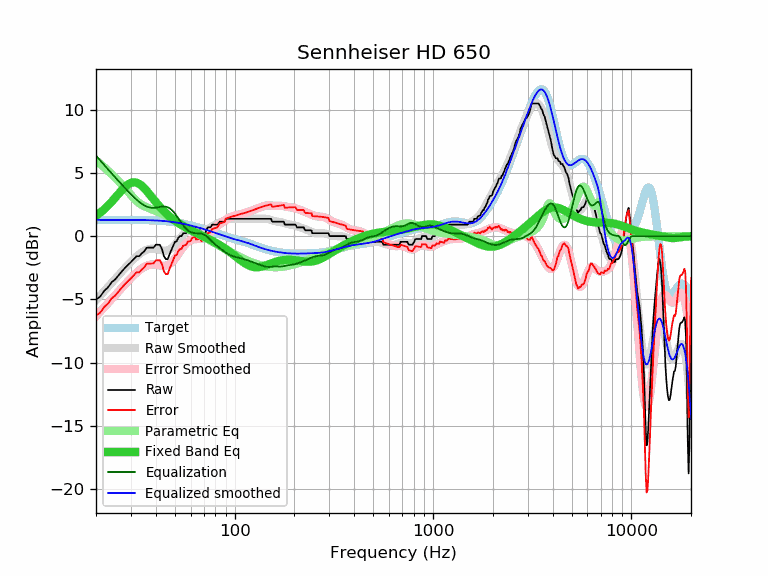 Sennheiser HD 650
10
5
0
−5
−10
−15
−20
Amplitude (dBr)
Target
Raw Smoothed
Error Smoothed
Raw
Error
Parametric Eq
Fixed Band Eq
Equalization
Equalized smoothed
100
1000
10000
Frequency (Hz)